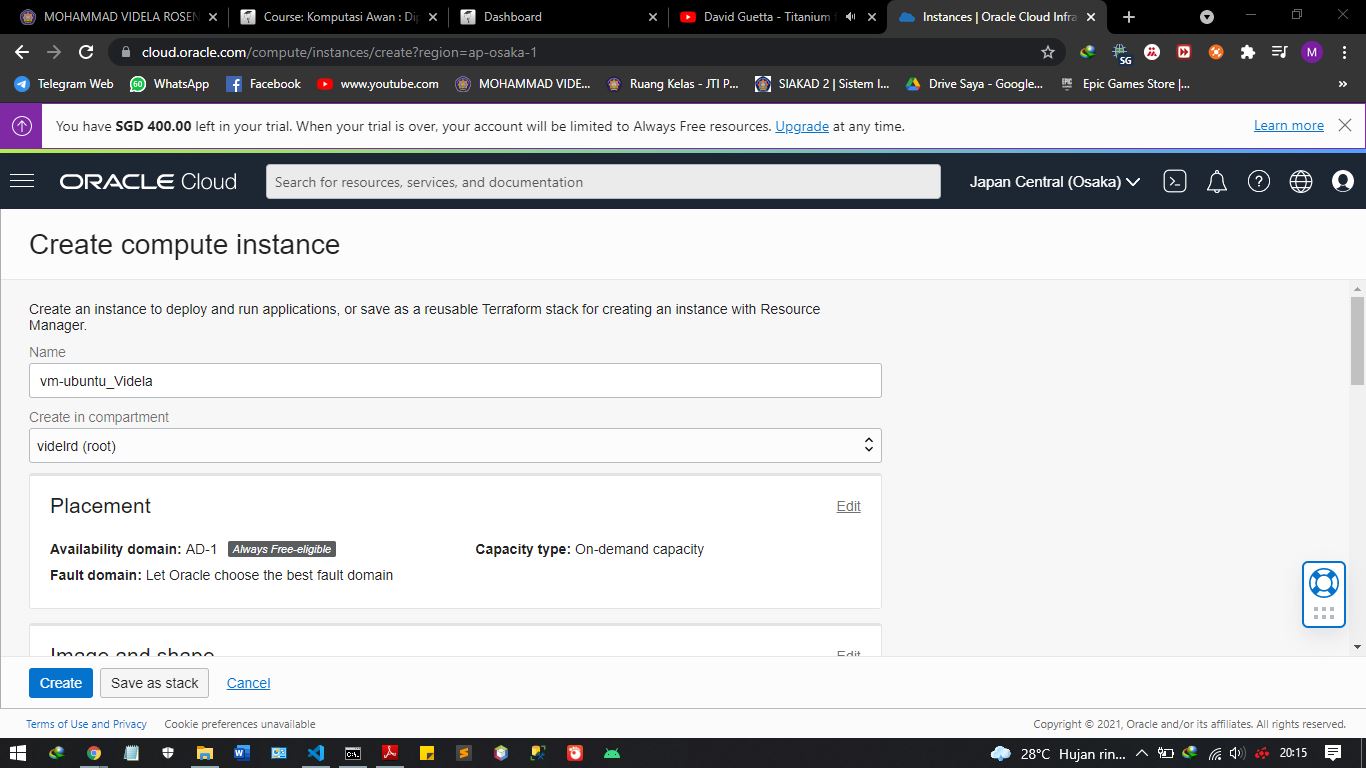 MOHAMMAD VIDELA ROSEN
Course: Komputasi Awan : Dip
Dashboard
David Guetta - Titanium
Instances | Oracle Cloud Infra
cloud.oracle.com/compute/instances/create?region=ap-osaka-1
SG
M
Telegram Web
60
WhatsApp
Facebook
www.youtube.com
MOHAMMAD VIDE...
Ruang Kelas - JTI P...
SIAKAD 2 | Sistem I...
Drive Saya - Google...
Epic Games Store |...
»
You have SGD 400.00 left in your trial. When your trial is over, your account will be limited to Always Free resources. Upgrade at any time.
Learn more
ORACLE Cloud
Search for resources, services, and documentation
Japan Central (Osaka)
Create compute instance
Create an instance to deploy and run applications, or save as a reusable Terraform stack for creating an instance with Resource
Manager.
Name
vm-ubuntu_Videla
Create in compartment
videlrd (root)
Placement
Edit
Availability domain: AD-1 Always Free-eligible
Capacity type: On-demand capacity
Fault domain: Let Oracle choose the best fault domain
Image and shape
Edit
Create
Save as stack
Cancel
Terms of Use and Privacy
Cookie preferences unavailable
Copyright © 2021, Oracle and/or its affiliates. All rights reserved.
28°C Hujan rin...
20:15